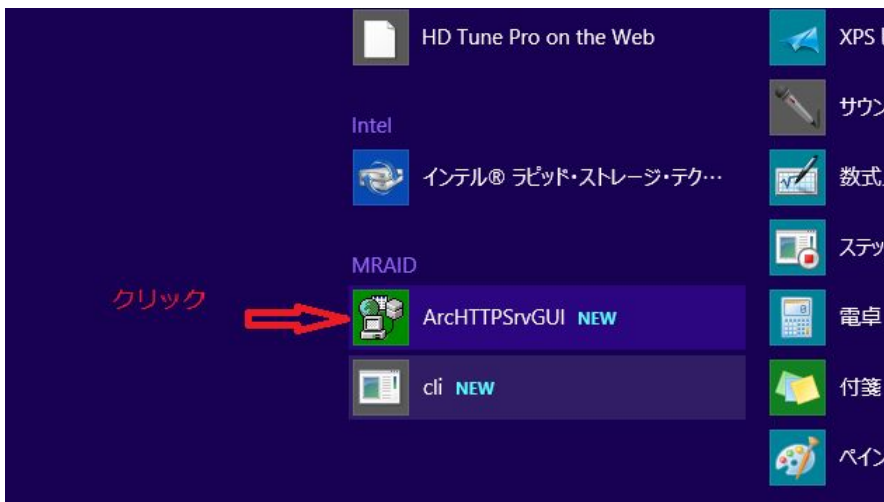 HD Tune Pro on the Web
Intel
インテル® ラピッド・ストレージ・テク…
MRAID
クリック
ArcHTTPSrvGUI NEW
cli NEW
XPS
サウン
数式
ステッ
電卓
付箋
ペイン